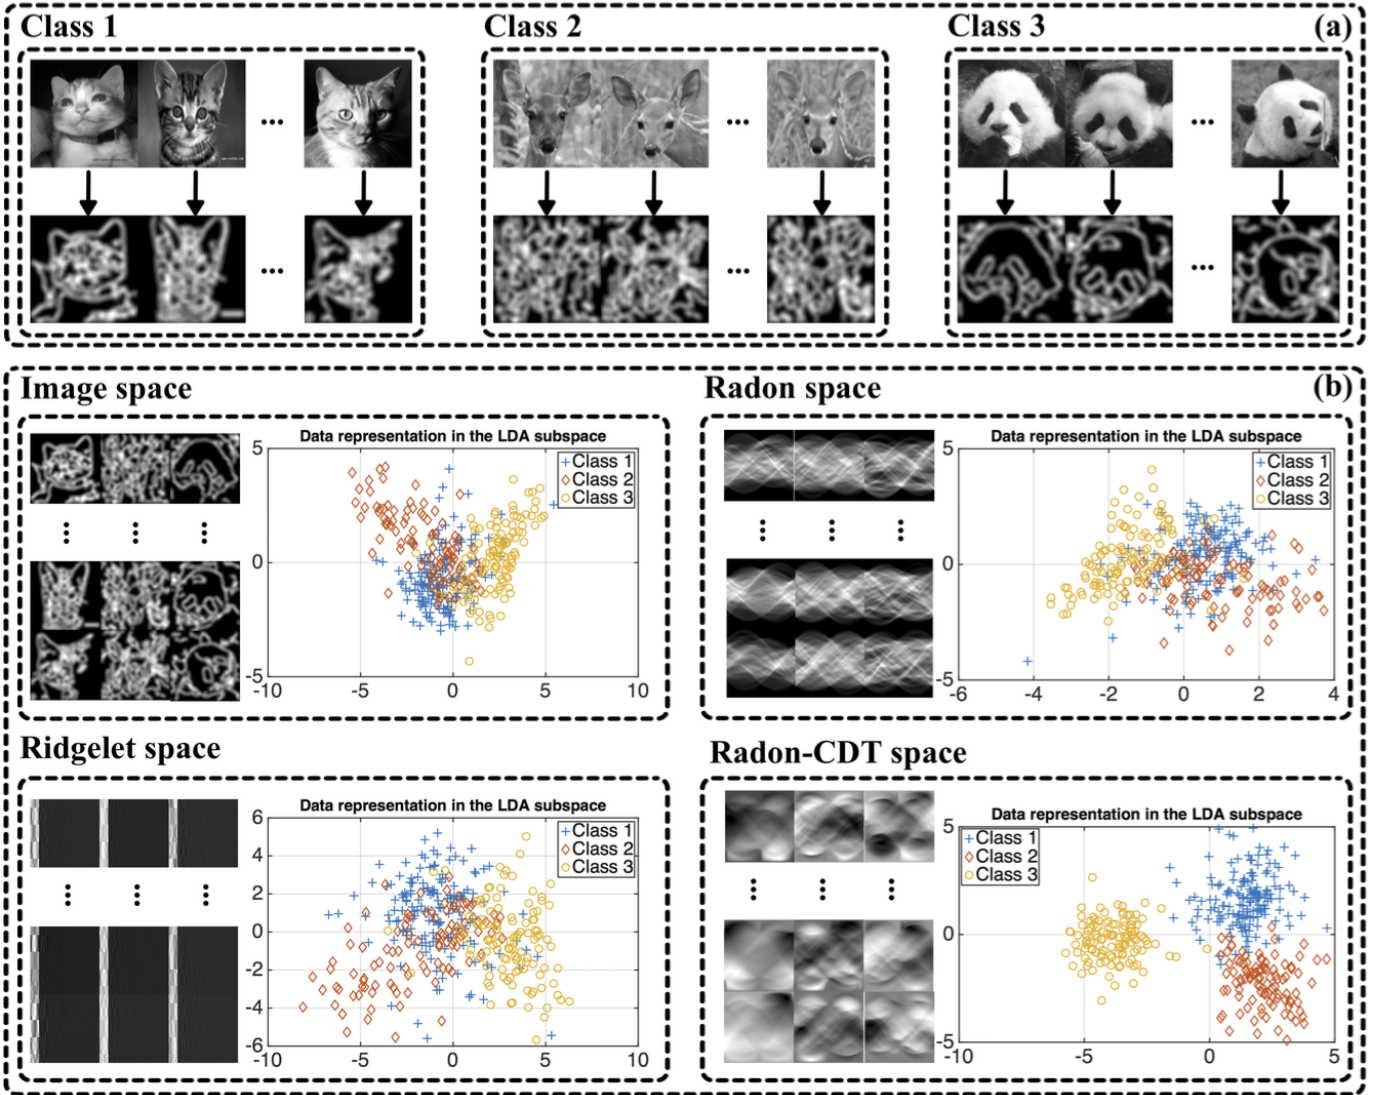 Class 1
Class 2
Class 3
(a)
...
...
...
...
...
...
Image space
Data representation in the LDA subspace
Class 1
Class 2
Class 3
5
0
-5
-10
-5
0
5
10
Radon space
(b)
Data representation in the LDA subspace
Class 1
Class 2
Class 3
5
0
-5
-6
-4
-2
0
2
4
Ridgelet space
Data representation in the LDA subspace
Class 1
Class 2
Class 3
6
4
2
0
-2
-4
-6
-10
-5
0
5
10
Radon-CDT space
Data representation in the LDA subspace
Class 1
Class 2
Class 3
5
0
-5
-10
-5
0
5